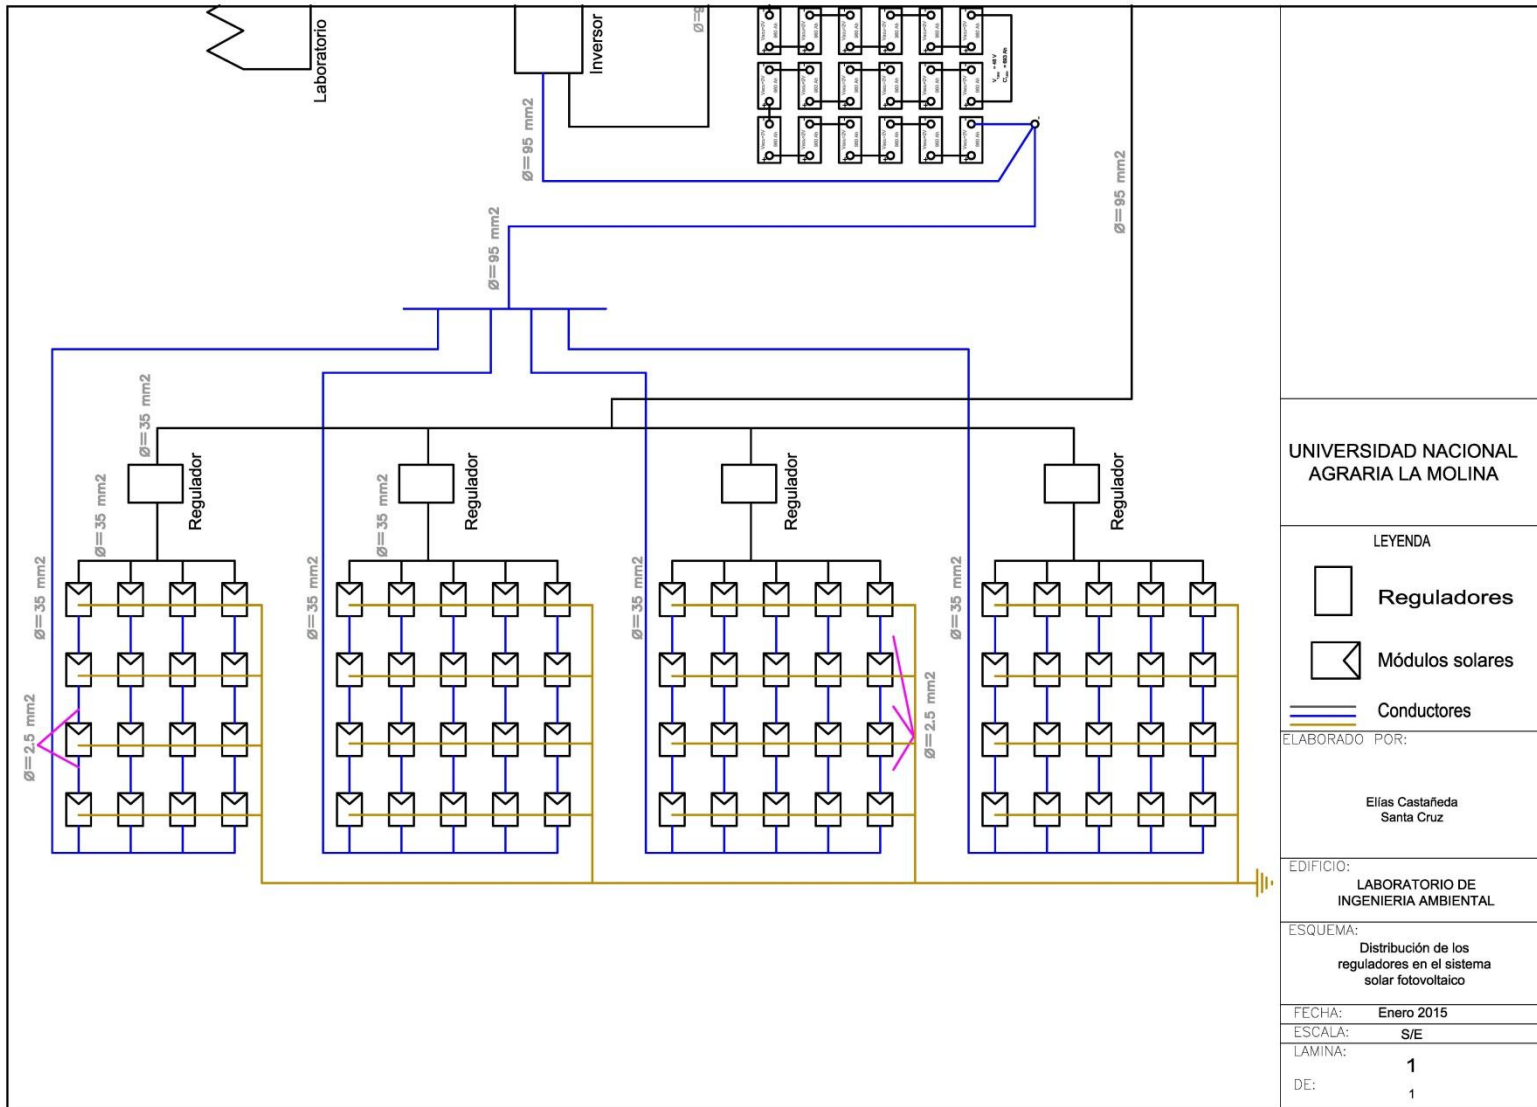 Laboratorio
Inversor
Ø=95 mm2
Ø=95 mm2
Ø=95 mm2
Ø=35 mm2
Ø=35 mm2
Ø=35 mm2
Regulador
Regulador
Regulador
Regulador
Ø=35 mm2
Ø=35 mm2
Ø=35 mm2
Ø=35 mm2
Ø=2.5 mm2
Ø=2.5 mm2
UNIVERSIDAD NACIONAL
AGRARIA LA MOLINA
LEYENDA
Reguladores
Módulos solares
Conductores
ELABORADO POR:
Elías Castañeda
Santa Cruz
EDIFICIO:
LABORATORIO DE
INGENIERIA AMBIENTAL
ESQUEMA:
Distribución de los
reguladores en el sistema
solar fotovoltaico
FECHA: Enero 2015
ESCALA: S/E
LAMINA: 1
DE: 1